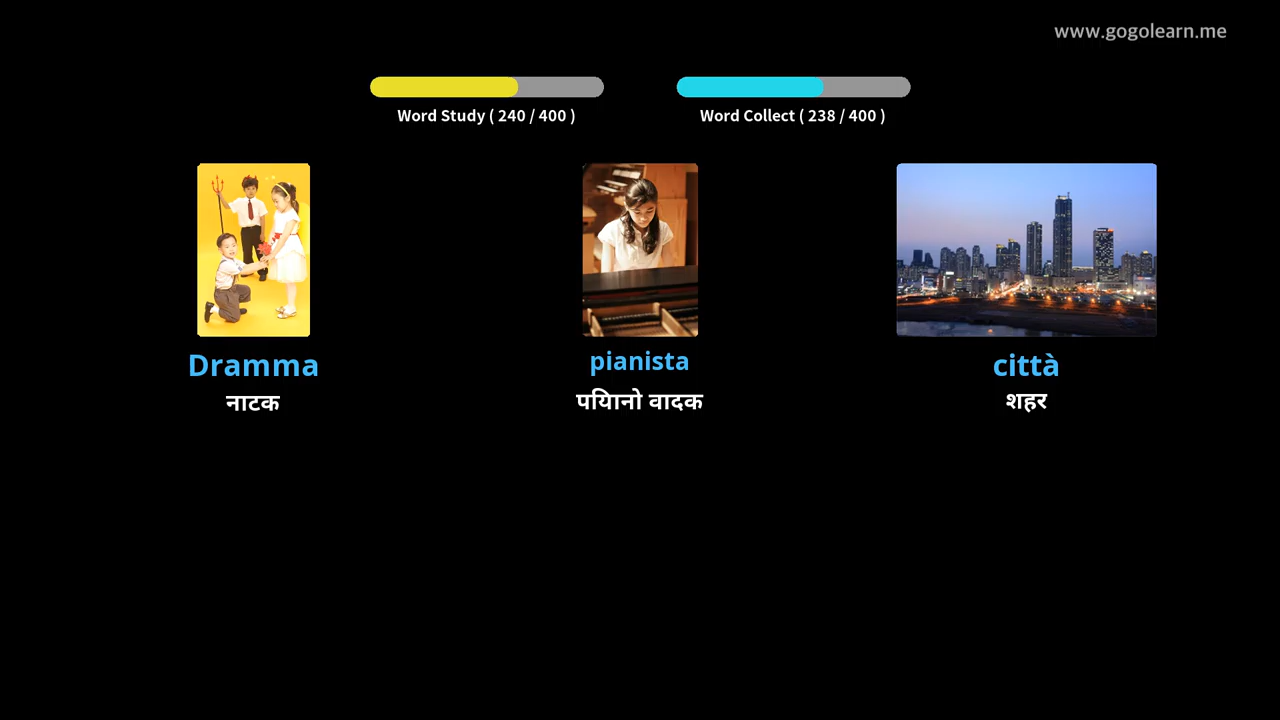 www.gogolearn.me
Word Study ( 240 / 400 )
Word Collect ( 238 / 400 )
Dramma
pianista
città
नाटक
पियानो वादक
शहर